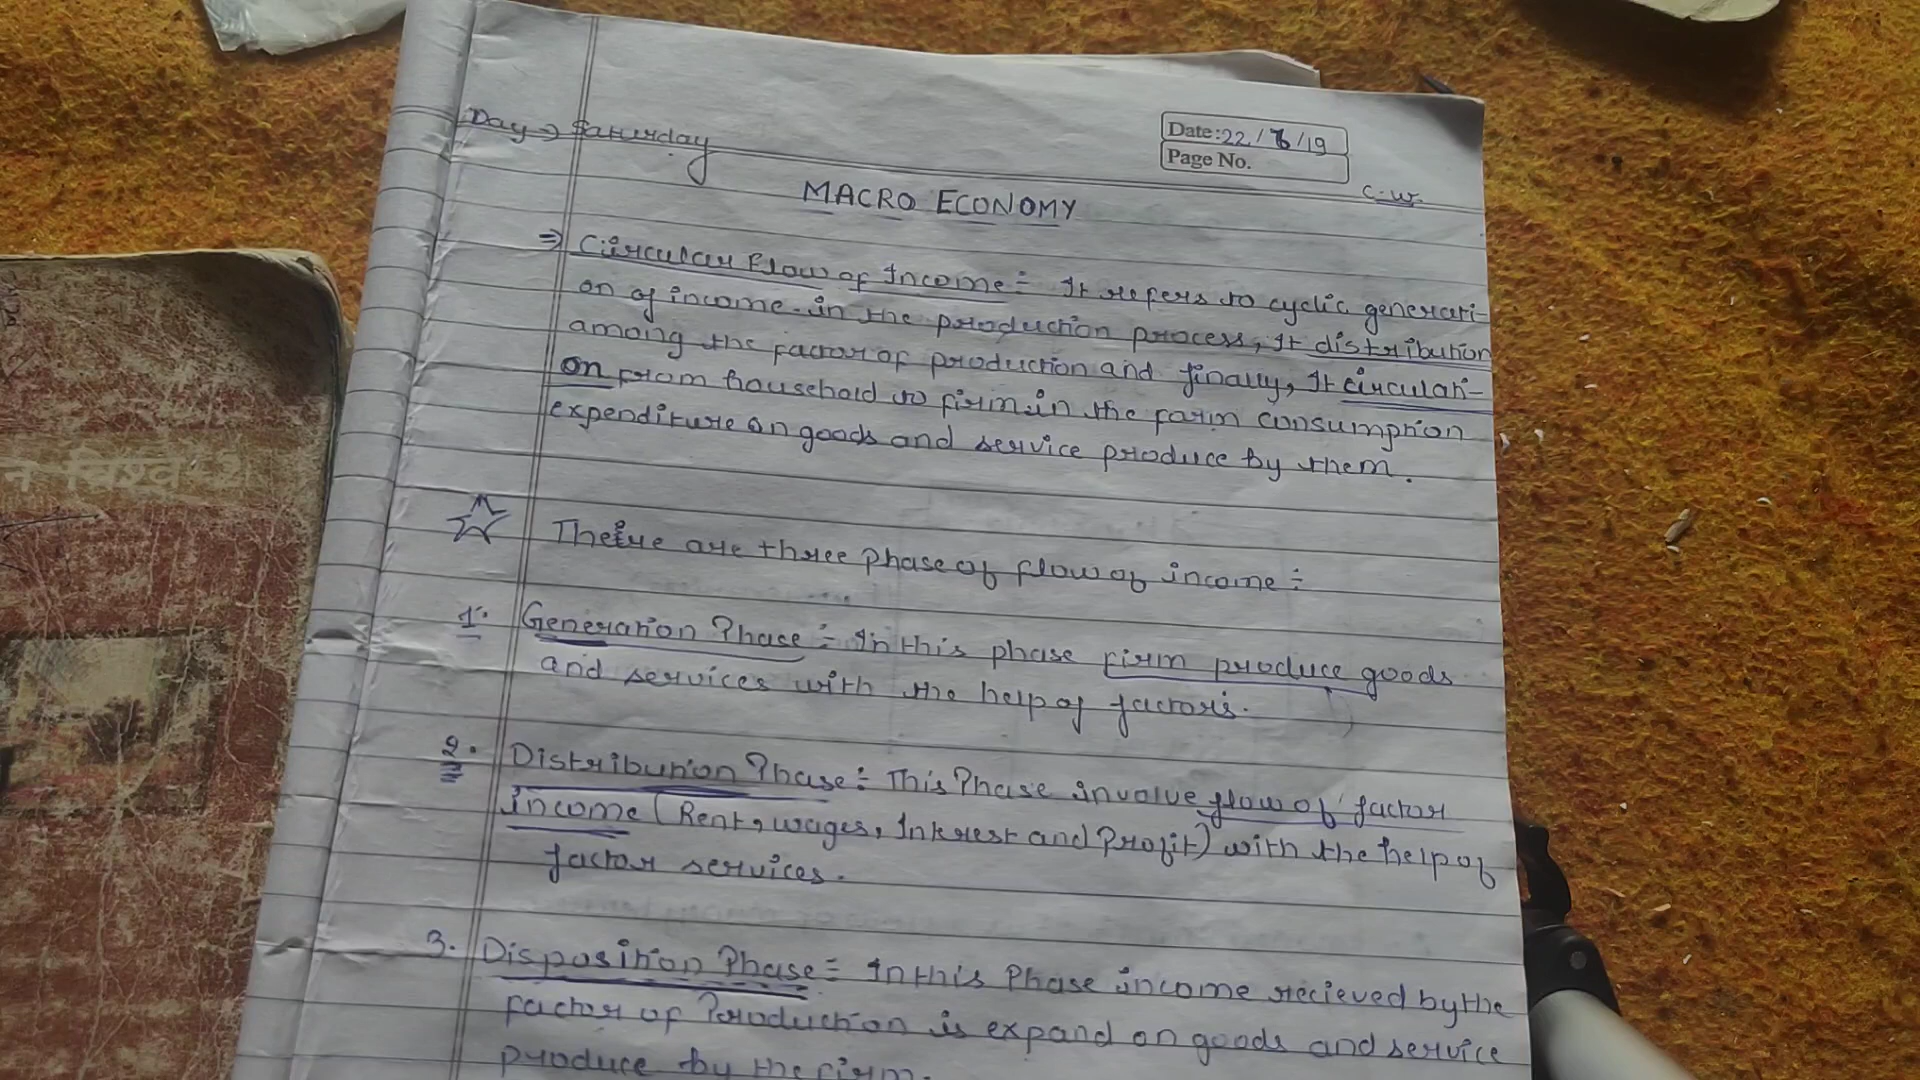 Day → Saturday
Date: 22/6/19
Page No.
C.W.
MACRO ECONOMY
⇒ Circular Flow of Income :- It refers to cyclic generati-
on of income in the production process, It distribution
among the factor of production and finally, It circulati-
on from household to firm in the form consumption
expenditure on goods and service produce by them.
☆ There are three phase of flow of income :-
1. Generation Phase :- In this phase firm produce goods
and services with the help of factors.
2. Distribution Phase :- This Phase involve flow of factor
income (Rent, wages, Interest and Profit) with the help of
factor services.
3. Disposition Phase :- In this Phase income recieved by the
factor of Production is expand on goods and service
produce by the firm.
न विश्व